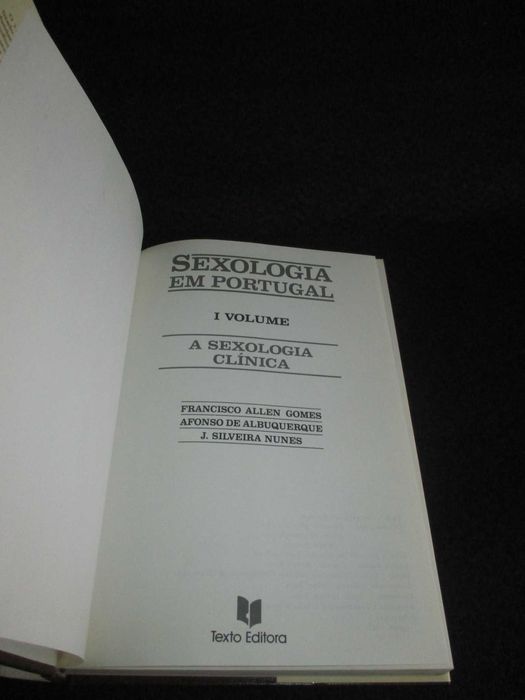 SEXOLOGIA
EM PORTUGAL
I VOLUME
A SEXOLOGIA
CLÍNICA
FRANCISCO ALLEN GOMES
AFONSO DE ALBUQUERQUE
J. SILVEIRA NUNES
Texto Editora